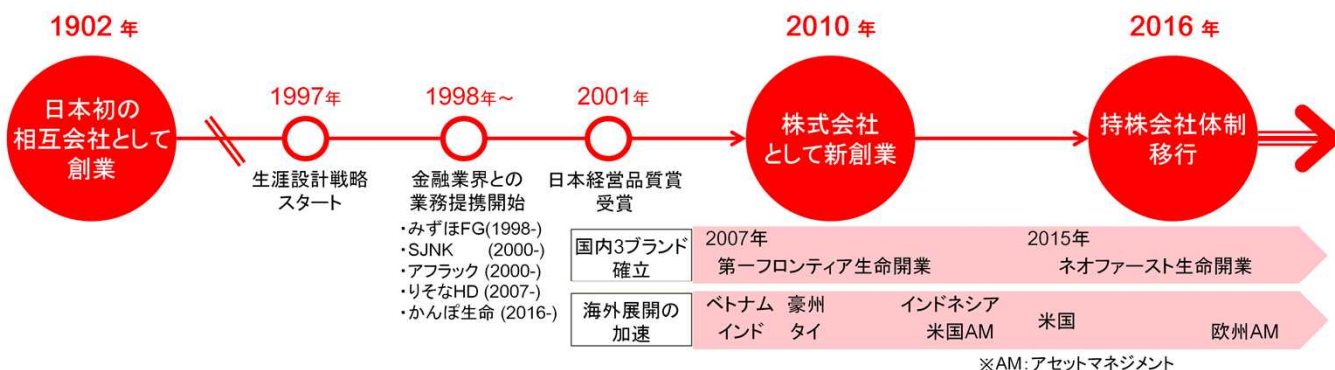 1902 年
2010 年
2016 年
日本初の
相互会社として
創業
1997年
1998年～
2001年
株式会社
として新創業
持株会社体制
移行
生涯設計戦略
スタート
金融業界との
業務提携開始
・みずほFG(1998-)
・SJNK (2000-)
・アフラック (2000-)
・りそなHD (2007-)
・かんぽ生命 (2016-)
日本経営品質賞
受賞
国内3ブランド
確立
2007年
第一フロンティア生命開業
2015年
ネオファースト生命開業
海外展開の
加速
ベトナム 豪州 インドネシア
インド タイ 米国AM
米国
欧州AM
※AM:アセットマネジメント